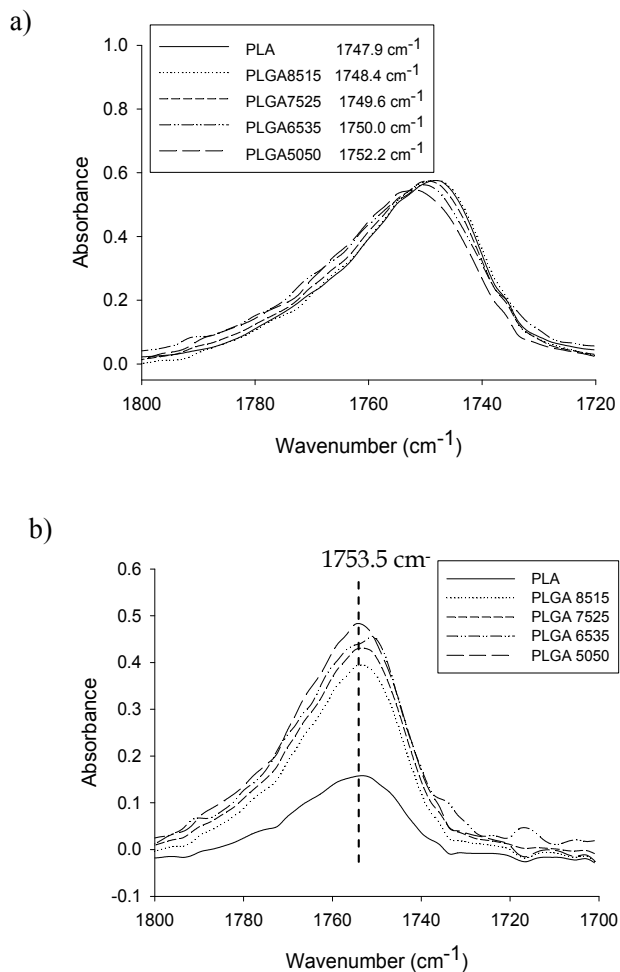 a)
PLA 1747.9 cm-1
PLGA8515 1748.4 cm-1
PLGA7525 1749.6 cm-1
PLGA6535 1750.0 cm-1
PLGA5050 1752.2 cm-1
1.0
0.8
0.6
0.4
0.2
0.0
Absorbance
1800 1780 1760 1740 1720
Wavenumber (cm-1)
b)
1753.5 cm-
PLA
PLGA 8515
PLGA 7525
PLGA 6535
PLGA 5050
0.6
0.5
0.4
0.3
0.2
0.1
0.0
-0.1
Absorbance
1800 1780 1760 1740 1720 1700
Wavenumber (cm-1)